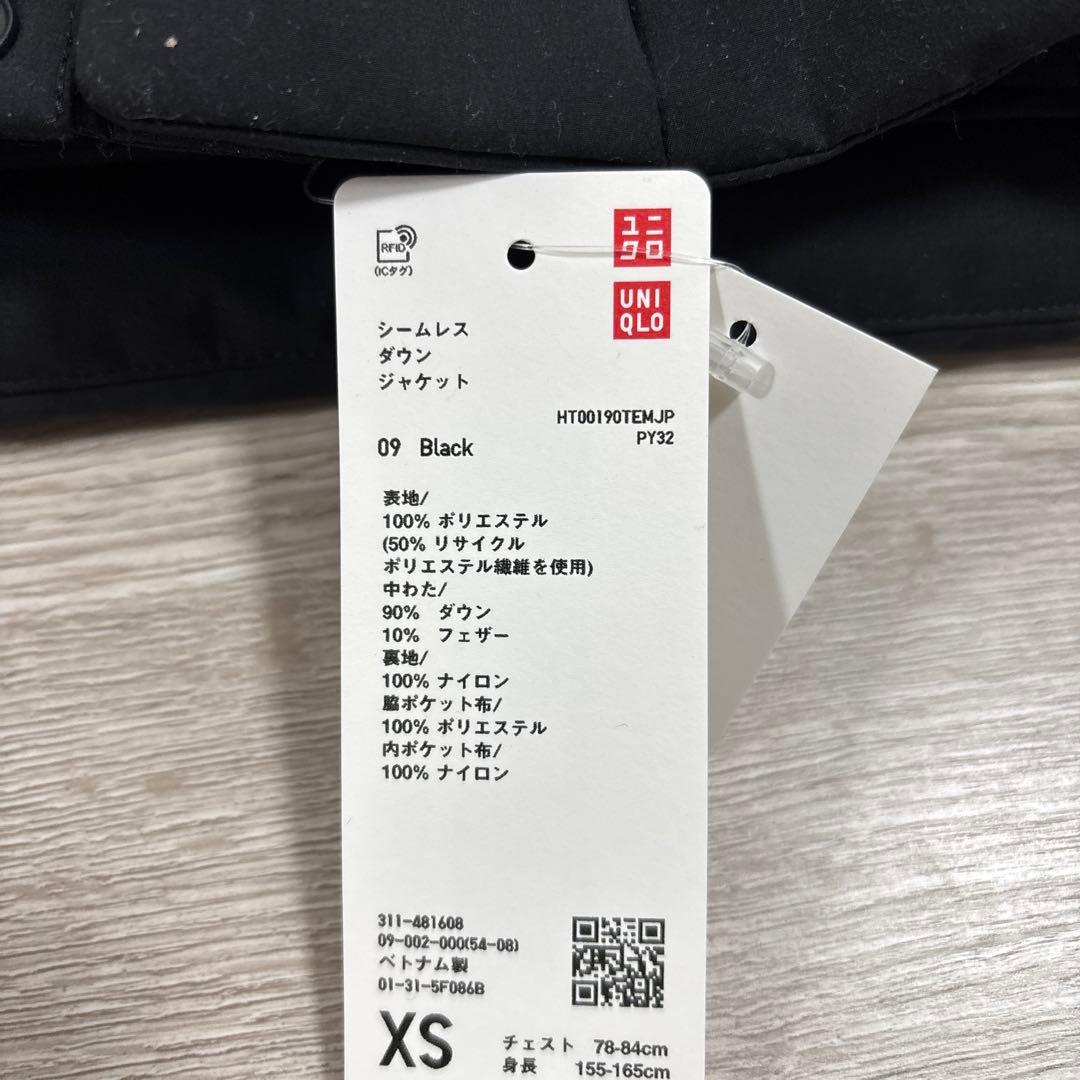 RFID
(ICタグ)
ユニ
クロ
UNI
QLO
シームレス
ダウン
ジャケット
HT00190TEMJP
PY32
09 Black
表地/
100% ポリエステル
(50% リサイクル
ポリエステル繊維を使用)
中わた/
90% ダウン
10% フェザー
裏地/
100% ナイロン
脇ポケット布/
100% ポリエステル
内ポケット布/
100% ナイロン
311-481608
09-002-000(54-08)
ベトナム製
01-31-5F086B
XS
チェスト 78-84cm
身長 155-165cm